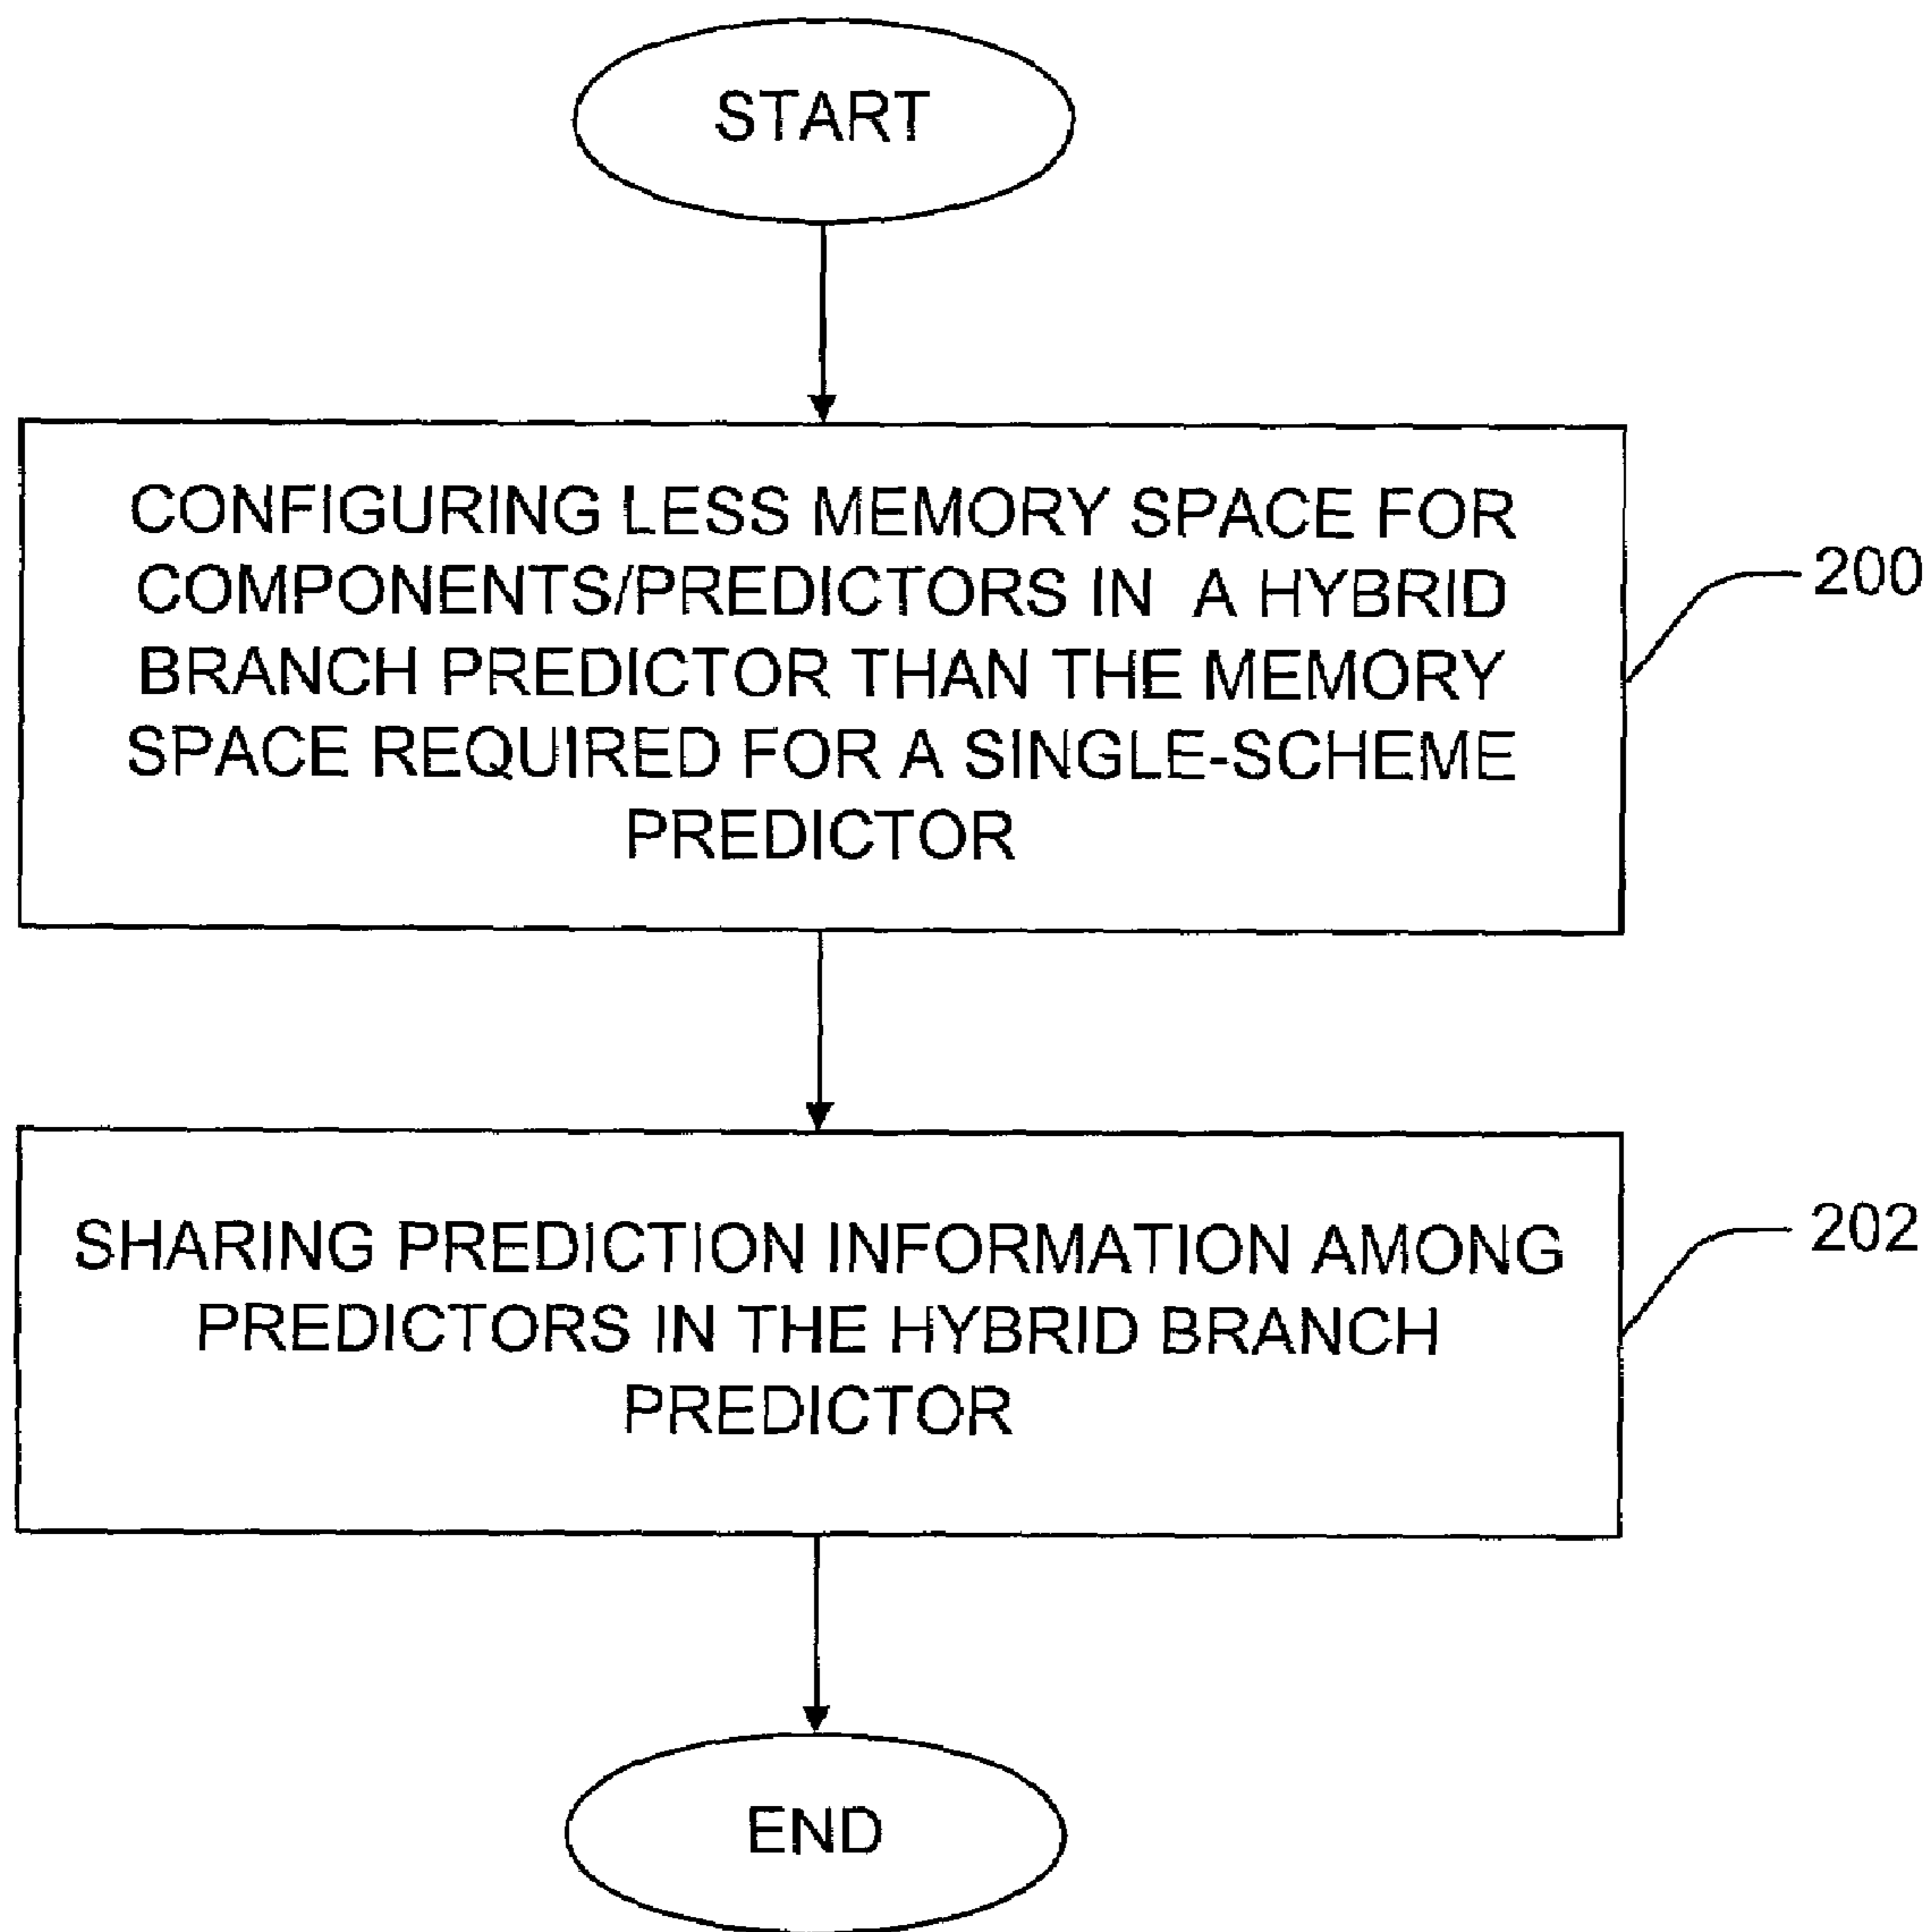 START
CONFIGURING LESS MEMORY SPACE FOR
COMPONENTS/PREDICTORS IN A HYBRID
BRANCH PREDICTOR THAN THE MEMORY
SPACE REQUIRED FOR A SINGLE-SCHEME
PREDICTOR
200
SHARING PREDICTION INFORMATION AMONG
PREDICTORS IN THE HYBRID BRANCH
PREDICTOR
202
END